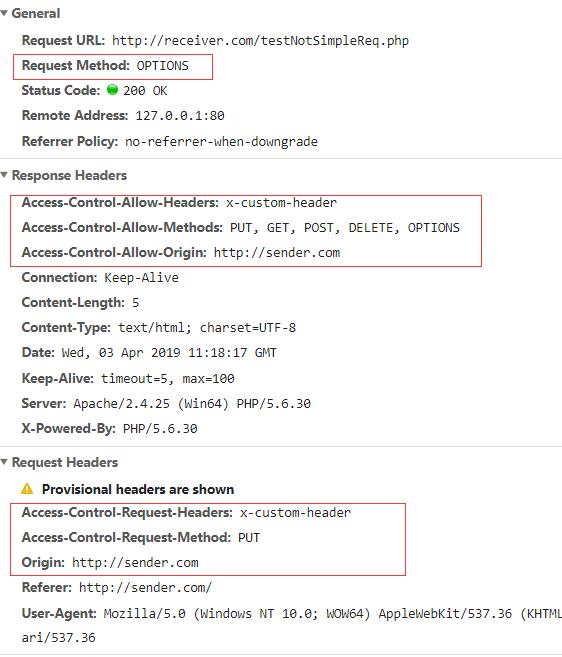 General
Request URL: http://receiver.com/testNotSimpleReq.php
Request Method: OPTIONS
Status Code: 200 OK
Remote Address: 127.0.0.1:80
Referrer Policy: no-referrer-when-downgrade
Response Headers
Access-Control-Allow-Headers: x-custom-header
Access-Control-Allow-Methods: PUT, GET, POST, DELETE, OPTIONS
Access-Control-Allow-Origin: http://sender.com
Connection: Keep-Alive
Content-Length: 5
Content-Type: text/html; charset=UTF-8
Date: Wed, 03 Apr 2019 11:18:17 GMT
Keep-Alive: timeout=5, max=100
Server: Apache/2.4.25 (Win64) PHP/5.6.30
X-Powered-By: PHP/5.6.30
Request Headers
Provisional headers are shown
Access-Control-Request-Headers: x-custom-header
Access-Control-Request-Method: PUT
Origin: http://sender.com
Referer: http://sender.com/
User-Agent: Mozilla/5.0 (Windows NT 10.0; WOW64) AppleWebKit/537.36 (KHTML
ari/537.36